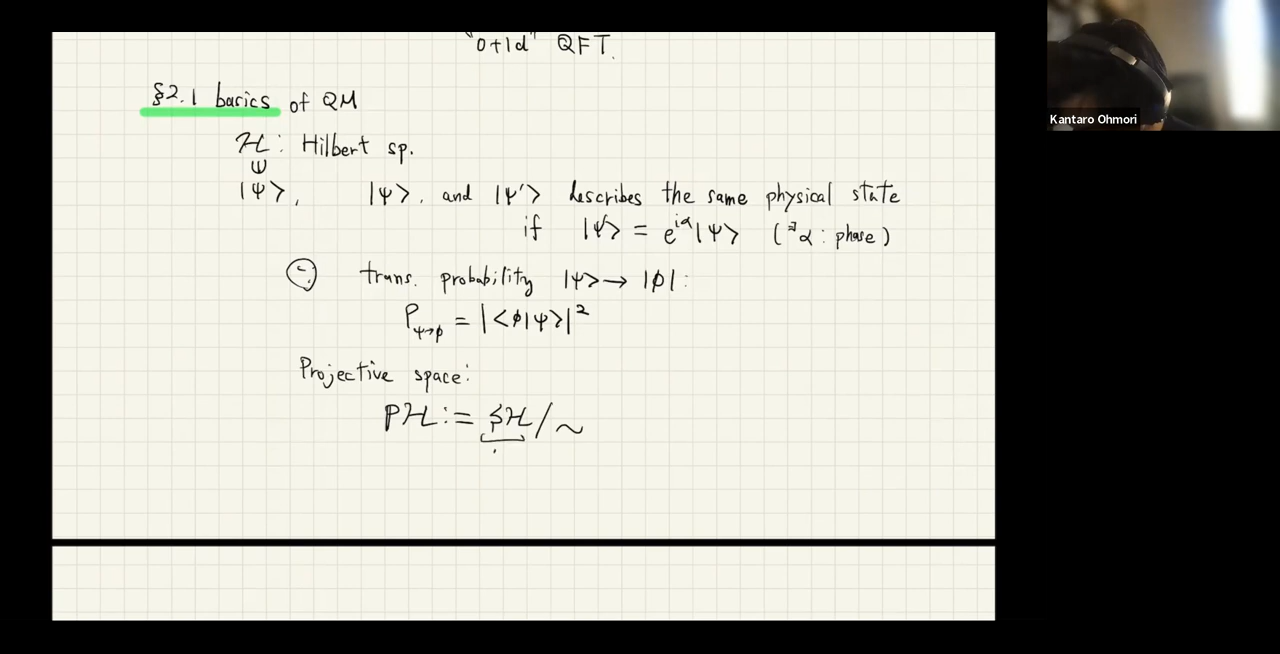 "0+1d" QFT.
§2.1 basics of QM
ℋ : Hilbert sp.
∪
|ψ>, |ψ>, and |ψ'> describes the same physical state
if |ψ'> = e^{iα}|ψ> (∃α : phase)
∵ trans. probability |ψ> → |φ| :
P_{ψ→φ} = |<φ|ψ>|²
Projective space:
Pℋ := Sℋ/~
Kantaro Ohmori